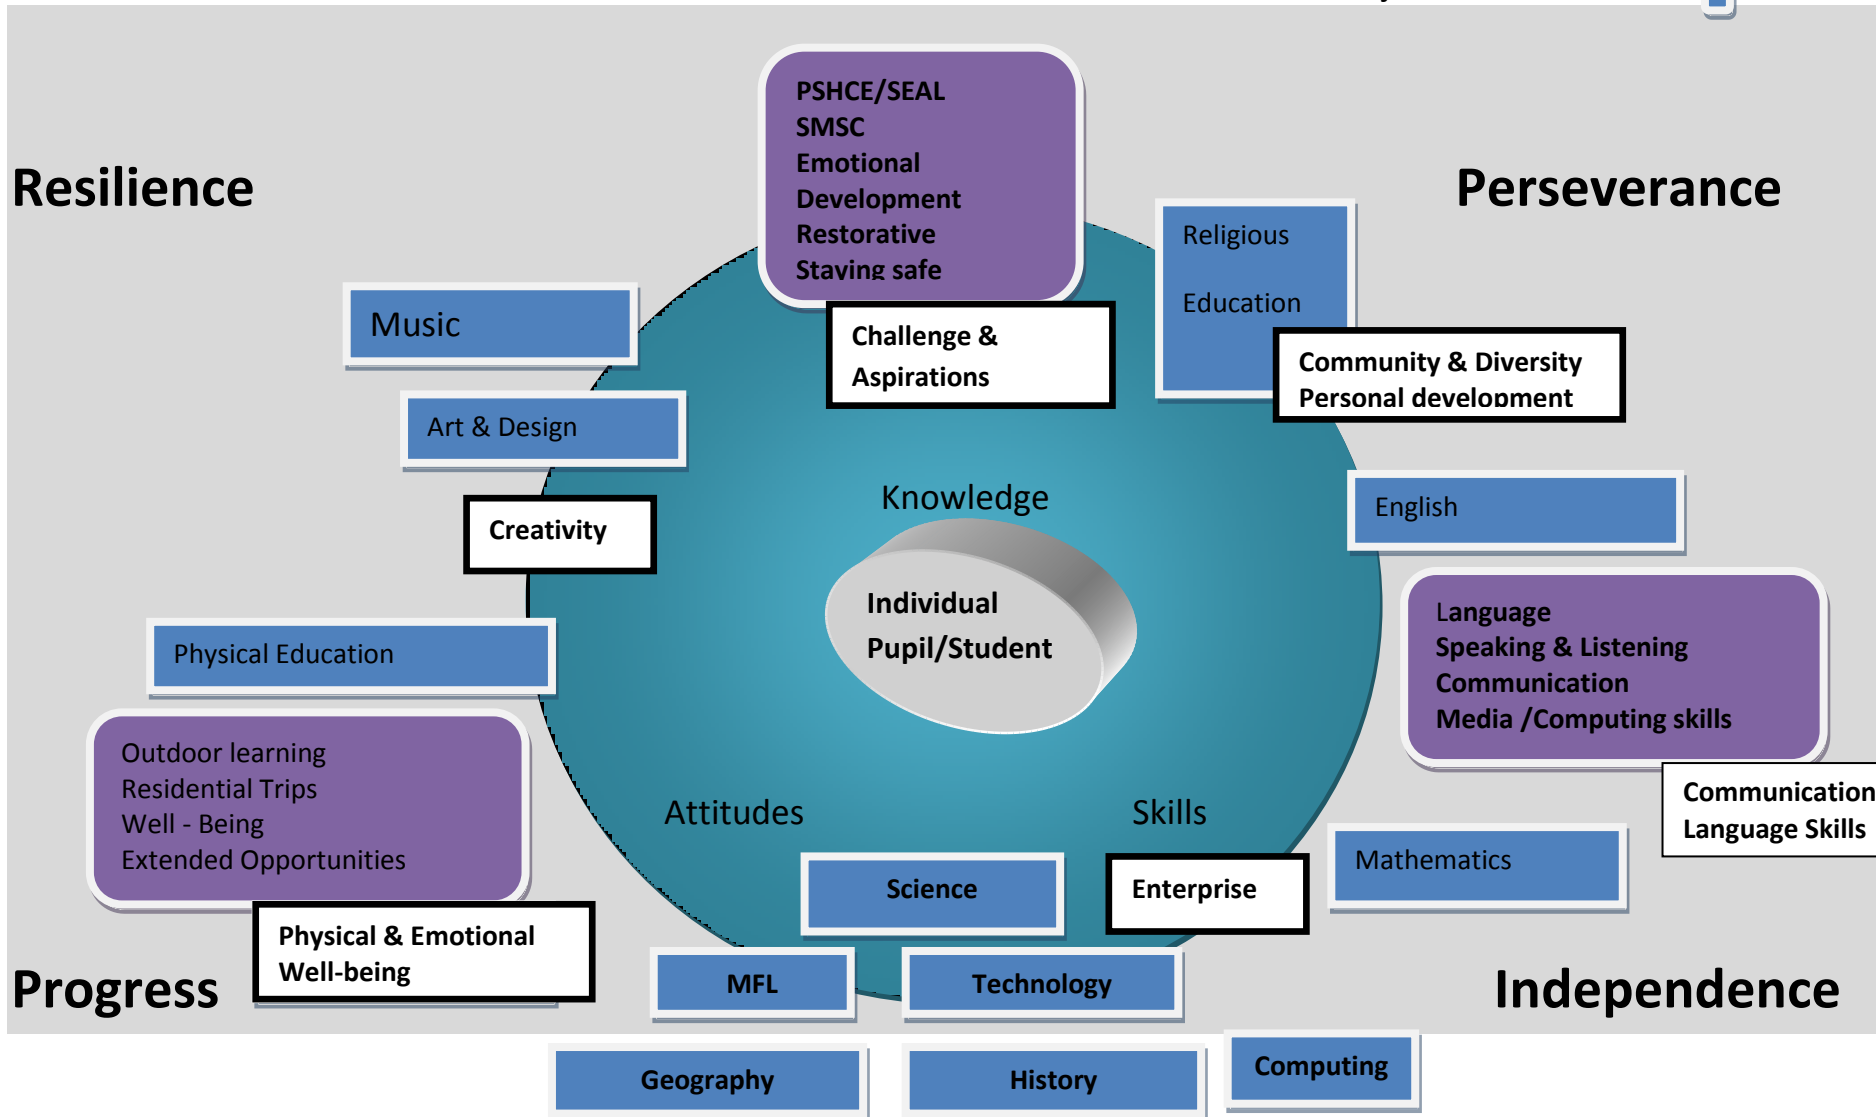 PSHCE/SEAL
SMSC
Emotional
Development
Restorative
Staying safe
Resilience
Perseverance
Religious
Education
Music
Challenge &
Aspirations
Community & Diversity
Personal development
Art & Design
Knowledge
English
Creativity
Individual
Pupil/Student
Language
Speaking & Listening
Communication
Media /Computing skills
Physical Education
Outdoor learning
Residential Trips
Well - Being
Extended Opportunities
Communication
Language Skills
Attitudes
Skills
Mathematics
Science
Enterprise
Physical & Emotional
Well-being
Progress
MFL
Technology
Independence
Geography
History
Computing